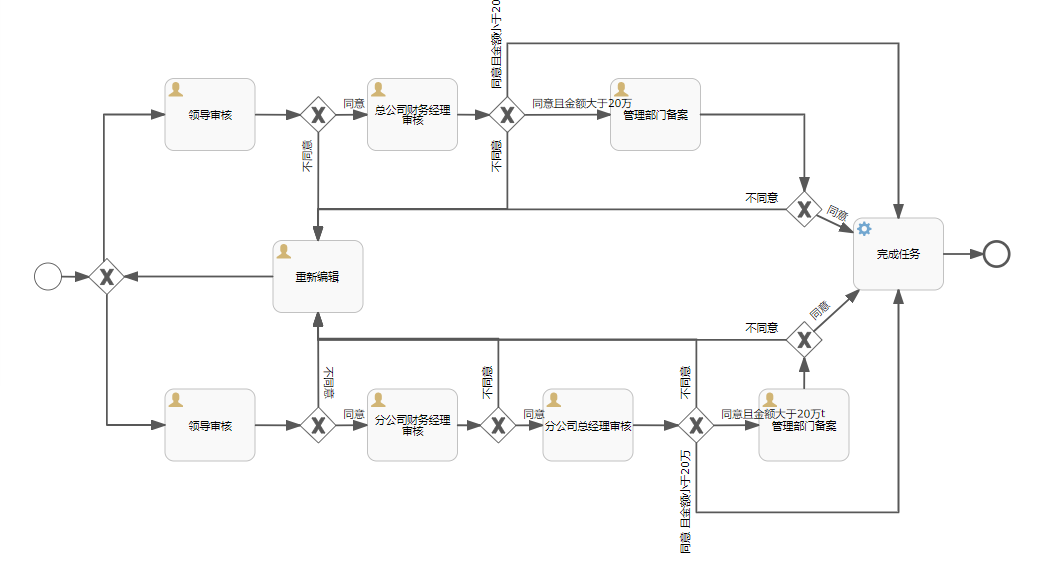 同意且金额小于20
领导审核
同意
总公司财务经理
审核
同意且金额大于20万
管理部门备案
不同意
不同意
不同意
同意
完成任务
重新编辑
不同意
同意
不同意
不同意
不同意
领导审核
同意
分公司财务经理
审核
同意
分公司总经理审核
同意且金额大于20万t
管理部门备案
同意 且金额小于20万